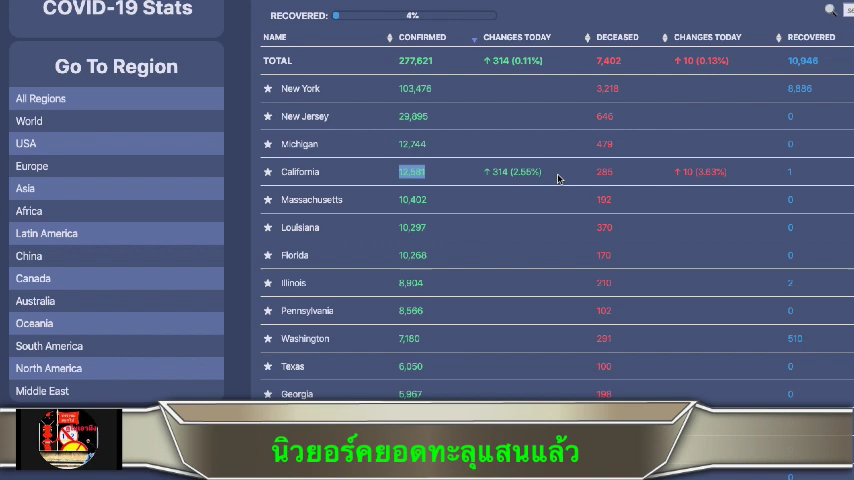 COVID-19 Stats
Go To Region
All Regions
World
USA
Europe
Asia
Africa
Latin America
China
Canada
Australia
Oceania
South America
North America
Middle East
RECOVERED: 4%
NAME CONFIRMED CHANGES TODAY DECEASED CHANGES TODAY RECOVERED
TOTAL 277,621 ↑ 314 (0.11%) 7,402 ↑ 10 (0.13%) 10,946
New York 103,476 3,218 8,886
New Jersey 29,895 646 0
Michigan 12,744 479 0
California 12,581 ↑ 314 (2.56%) 285 ↑ 10 (3.63%) 1
Massachusetts 10,402 192 0
Louisiana 10,297 370 0
Florida 10,268 170 0
Illinois 8,904 210 2
Pennsylvania 8,566 102 0
Washington 7,180 291 510
Texas 6,050 100 0
Georgia 5,967 198 0
นิวยอร์คยอดทะลุแสนแล้ว
0